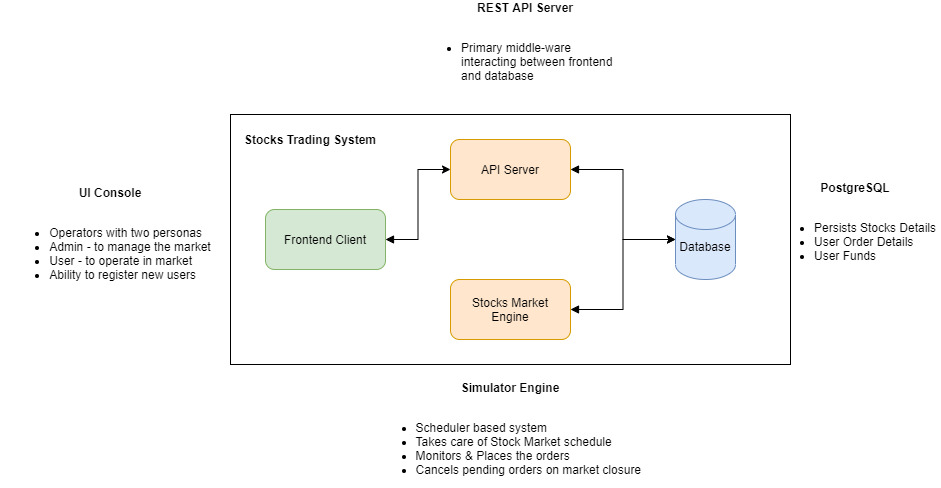 REST API Server
• Primary middle-ware
interacting between frontend
and database
Stocks Trading System
API Server
UI Console
• Operators with two personas
• Admin - to manage the market
• User - to operate in market
• Ability to register new users
Frontend Client
Stocks Market
Engine
Database
PostgreSQL
• Persists Stocks Details
• User Order Details
• User Funds
Simulator Engine
• Scheduler based system
• Takes care of Stock Market schedule
• Monitors & Places the orders
• Cancels pending orders on market closure